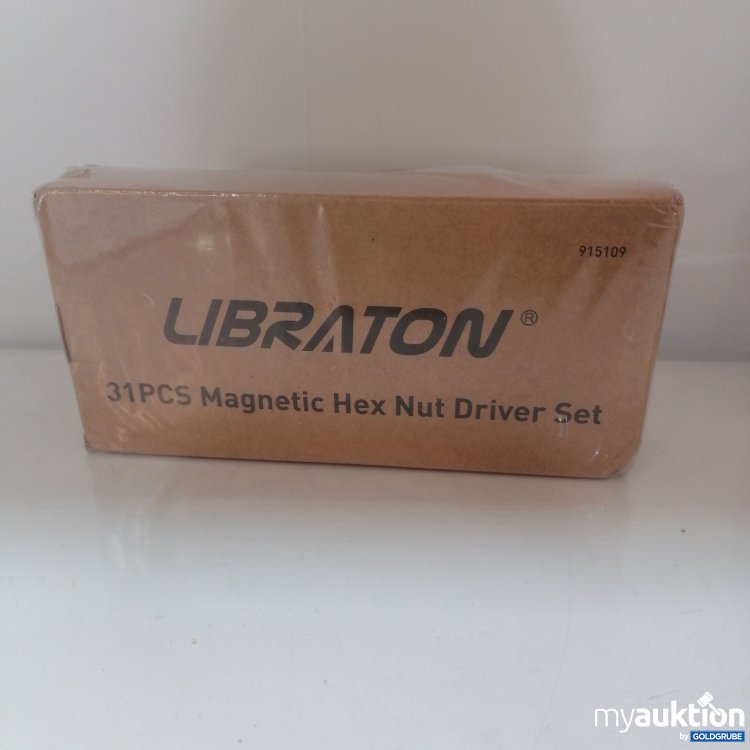 915109
LIBRATON®
31PCS Magnetic Hex Nut Driver Set
myauktion
by GOLDGRUBE